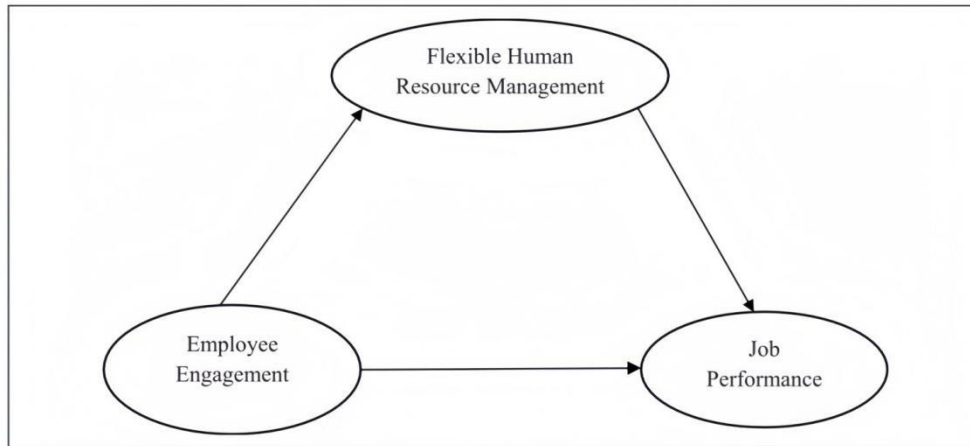 Flexible Human
Resource Management
Employee
Engagement
Job
Performance